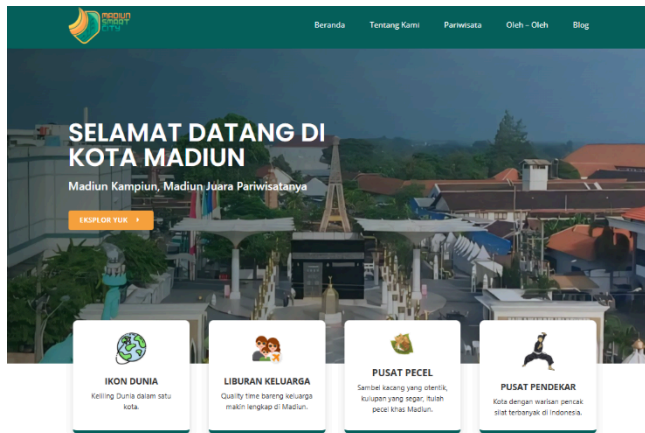 MADIUN
SMART
CITY
Beranda
Tentang Kami
Pariwisata
Oleh – Oleh
Blog
SELAMAT DATANG DI
KOTA MADIUN
Madiun Kampiun, Madiun Juara Pariwisatanya
EKSPLOR YUK
IKON DUNIA
Keliling Dunia dalam satu
kota.
LIBURAN KELUARGA
Quality time bareng keluarga
makin lengkap di Madiun.
PUSAT PECEL
Sambel kacang yang otentik,
kulupan yang segar, itulah
pecel khas Madiun.
PUSAT PENDEKAR
Kota dengan warisan pencak
silat terbanyak di Indonesia.